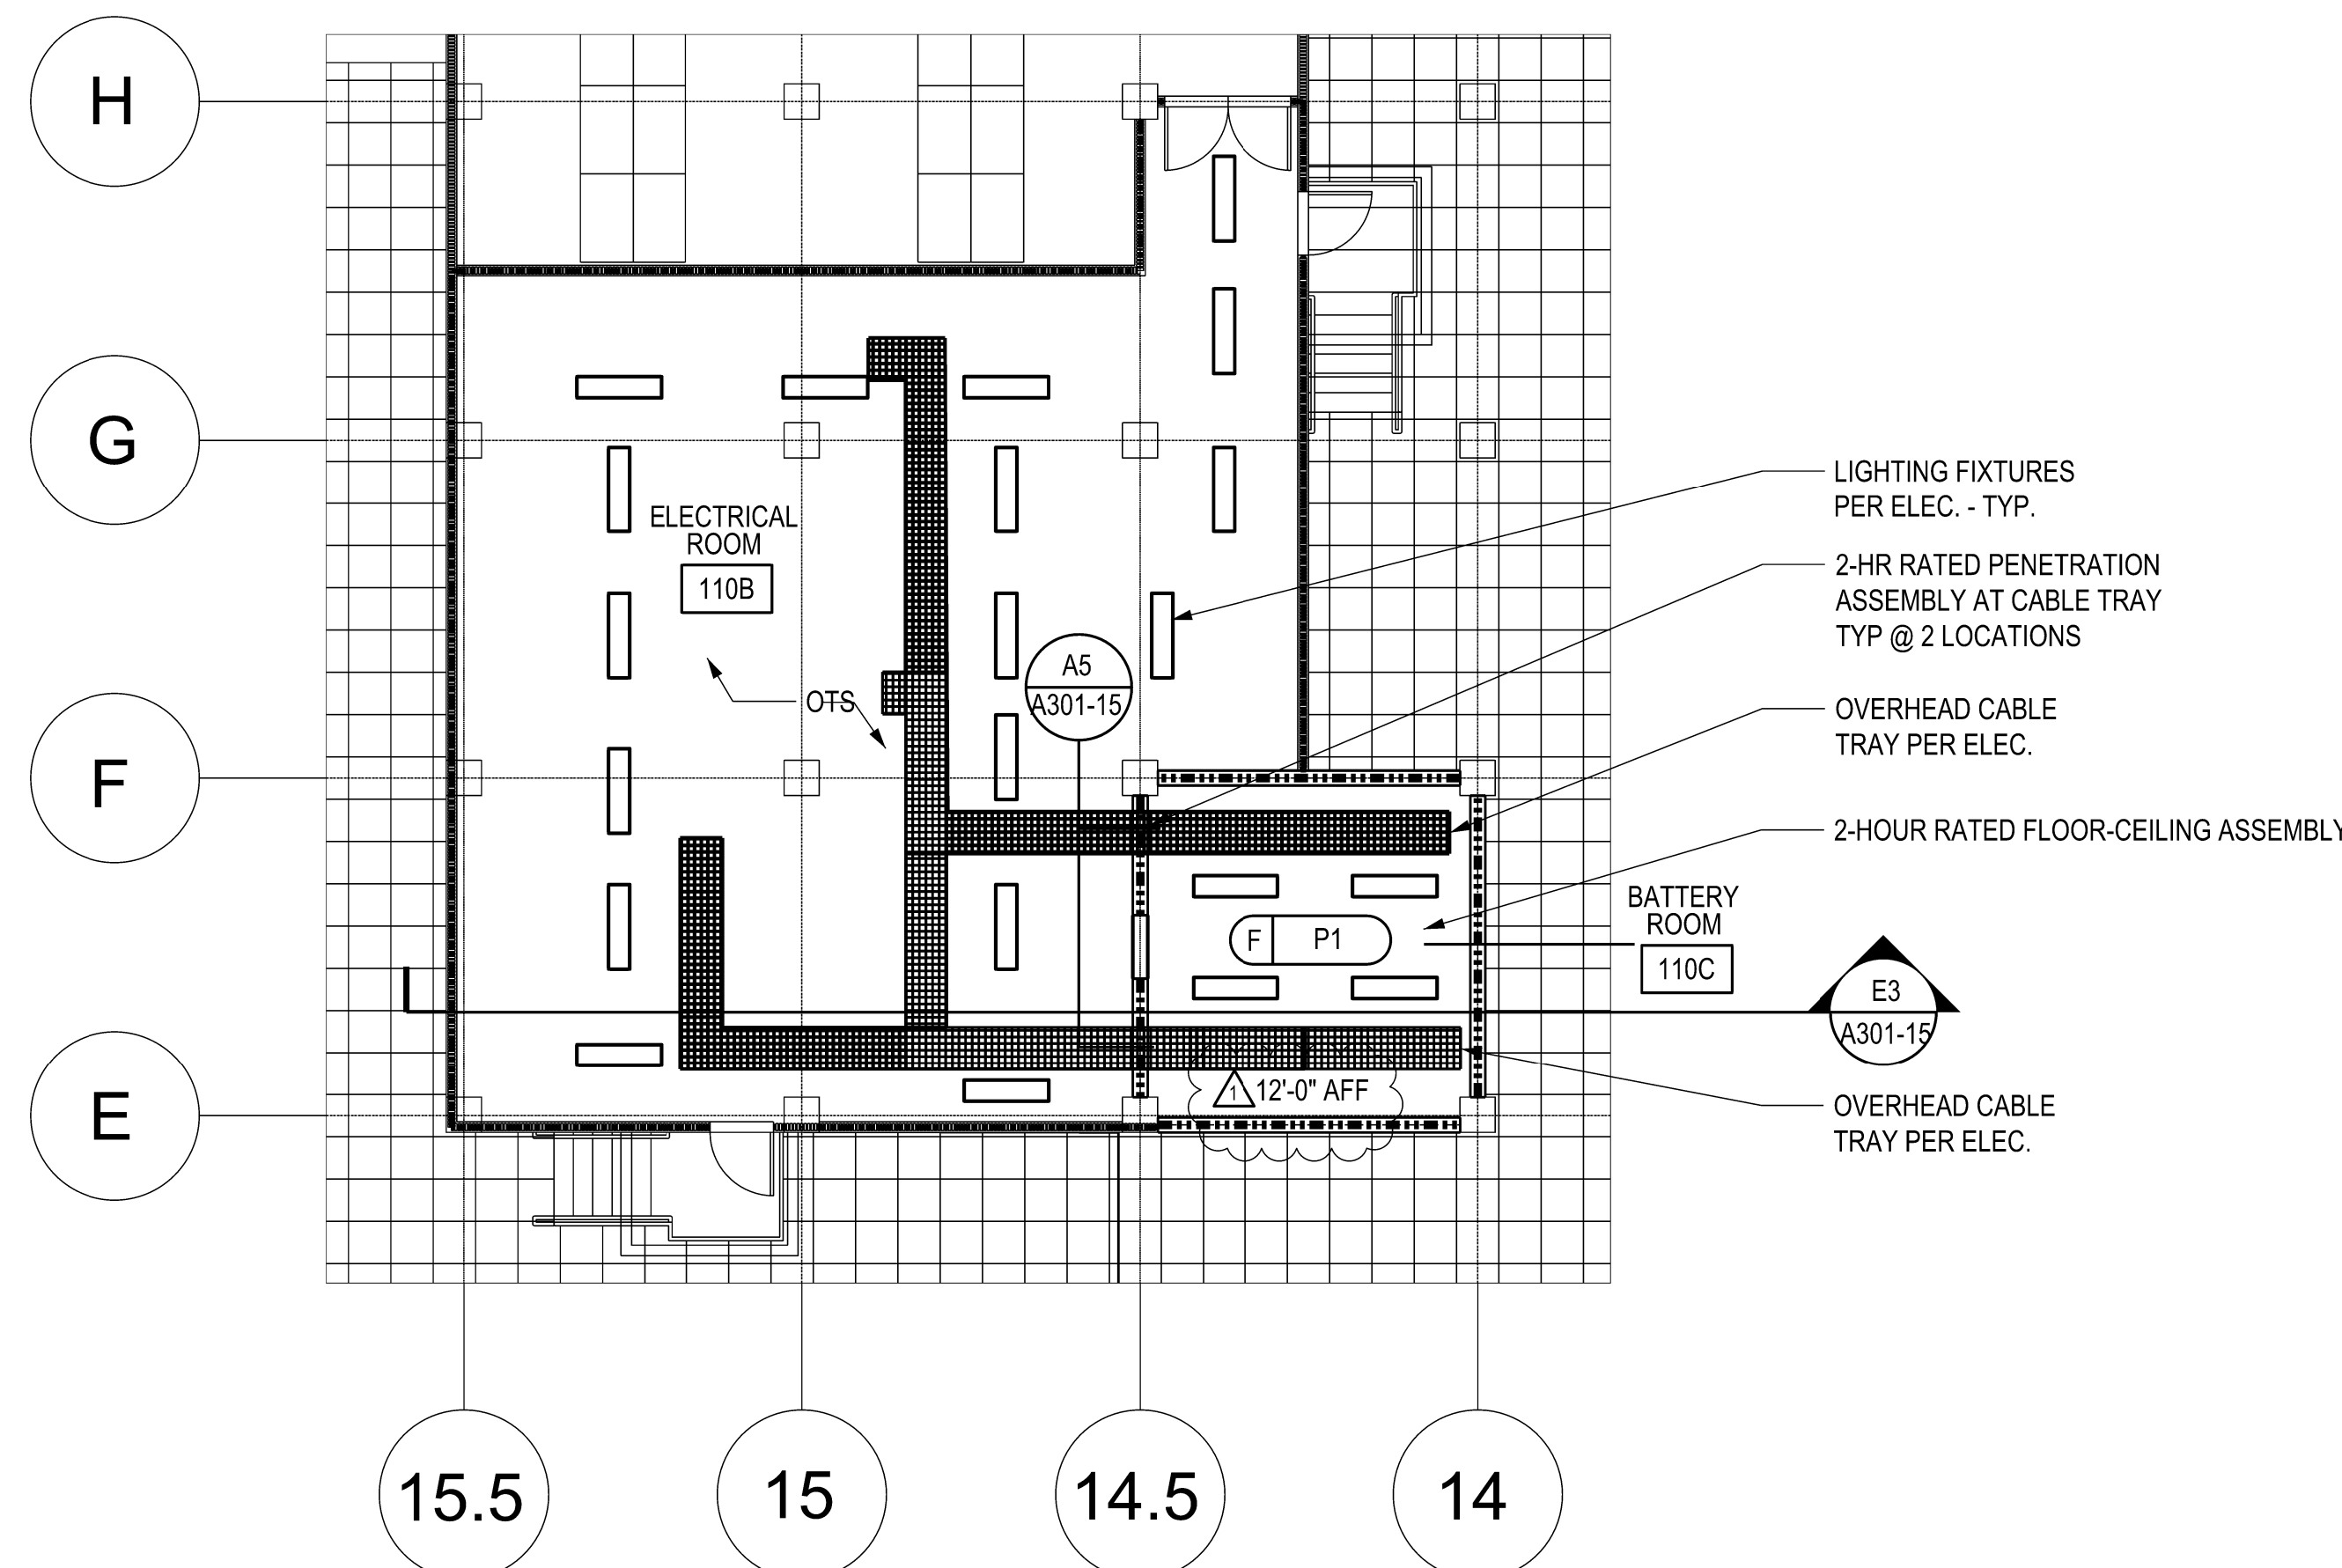 H
G
F
E
ELECTRICAL
ROOM
110B
OTS
A5
A301-15
LIGHTING FIXTURES
PER ELEC. - TYP.
2-HR RATED PENETRATION
ASSEMBLY AT CABLE TRAY
TYP @ 2 LOCATIONS
OVERHEAD CABLE
TRAY PER ELEC.
2-HOUR RATED FLOOR-CEILING ASSEMBLY
BATTERY
ROOM
110C
F P1
E3
A301-15
1 12'-0" AFF
OVERHEAD CABLE
TRAY PER ELEC.
15.5
15
14.5
14